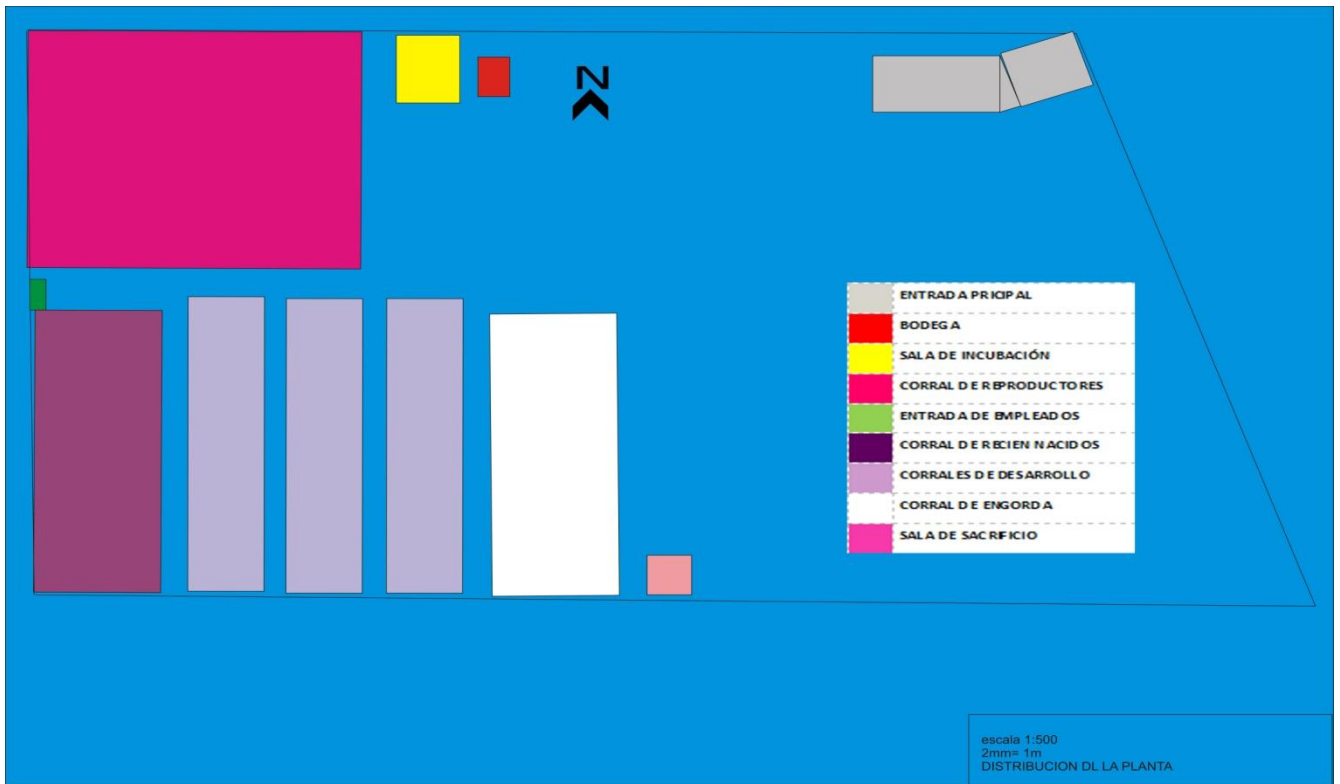 N
ENTRADA PRICIPAL
BODEGA
SALA DE INCUBACIÓN
CORRAL DE REPRODUCTORES
ENTRADA DE EMPLEADOS
CORRAL DE RECIEN NACIDOS
CORRALES DE DESARROLLO
CORRAL DE ENGORDA
SALA DE SACRIFICIO
escala 1:500
2mm= 1m
DISTRIBUCION DL LA PLANTA